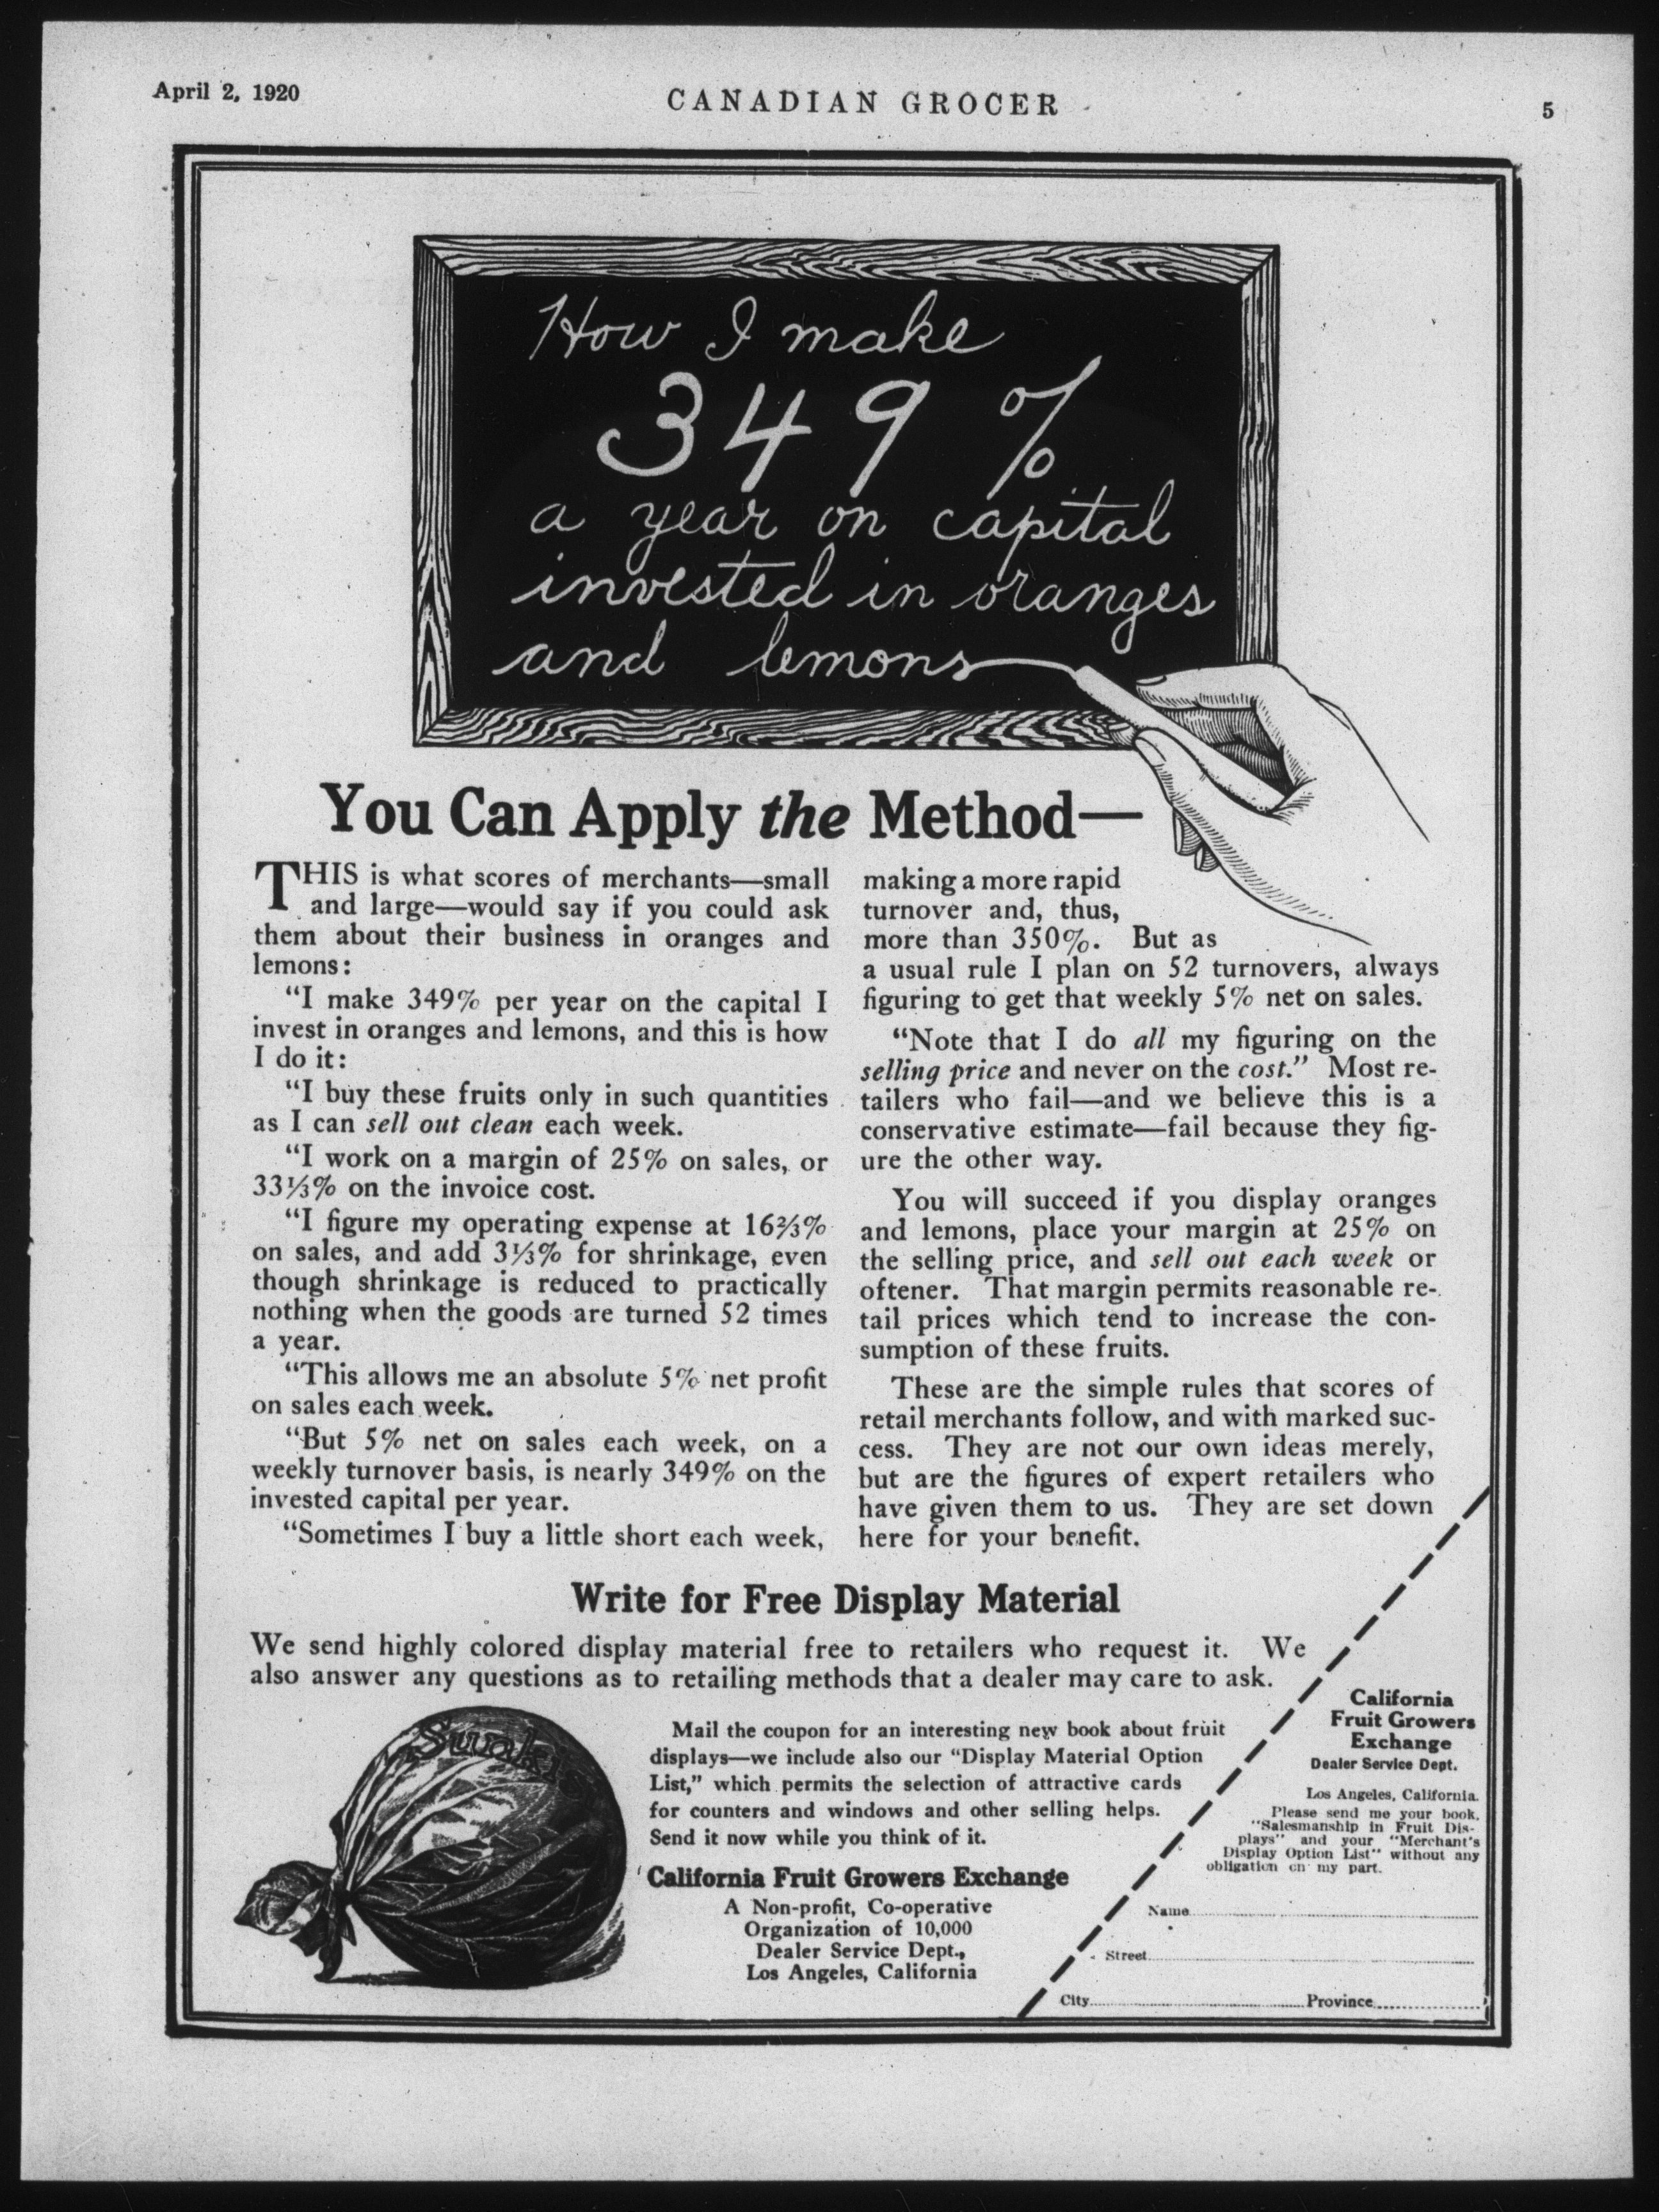 April 2, 1920
CANADIAN GROCER
5
How I make
349%
a year on capital
invested in oranges
and lemons
You Can Apply the Method—
THIS is what scores of merchants—small
and large—would say if you could ask
them about their business in oranges and
lemons:
"I make 349% per year on the capital I
invest in oranges and lemons, and this is how
I do it:
"I buy these fruits only in such quantities
as I can sell out clean each week.
"I work on a margin of 25% on sales, or
33⅓% on the invoice cost.
"I figure my operating expense at 16⅔%
on sales, and add 3⅓% for shrinkage, even
though shrinkage is reduced to practically
nothing when the goods are turned 52 times
a year.
"This allows me an absolute 5% net profit
on sales each week.
"But 5% net on sales each week, on a
weekly turnover basis, is nearly 349% on the
invested capital per year.
"Sometimes I buy a little short each week,
making a more rapid
turnover and, thus,
more than 350%. But as
a usual rule I plan on 52 turnovers, always
figuring to get that weekly 5% net on sales.
"Note that I do all my figuring on the
selling price and never on the cost." Most re-
tailers who fail—and we believe this is a
conservative estimate—fail because they fig-
ure the other way.
You will succeed if you display oranges
and lemons, place your margin at 25% on
the selling price, and sell out each week or
oftener. That margin permits reasonable re-
tail prices which tend to increase the con-
sumption of these fruits.
These are the simple rules that scores of
retail merchants follow, and with marked suc-
cess. They are not our own ideas merely,
but are the figures of expert retailers who
have given them to us. They are set down
here for your benefit.
Write for Free Display Material
We send highly colored display material free to retailers who request it. We
also answer any questions as to retailing methods that a dealer may care to ask.
Sunkis
Mail the coupon for an interesting new book about fruit
displays—we include also our "Display Material Option
List," which permits the selection of attractive cards
for counters and windows and other selling helps.
Send it now while you think of it.
California Fruit Growers Exchange
A Non-profit, Co-operative
Organization of 10,000
Dealer Service Dept.,
Los Angeles, California
California
Fruit Growers
Exchange
Dealer Service Dept.
Los Angeles, California.
Please send me your book,
"Salesmanship in Fruit Dis-
plays" and your "Merchant's
Display Option List" without any
obligation on my part.
Name
Street
City Province